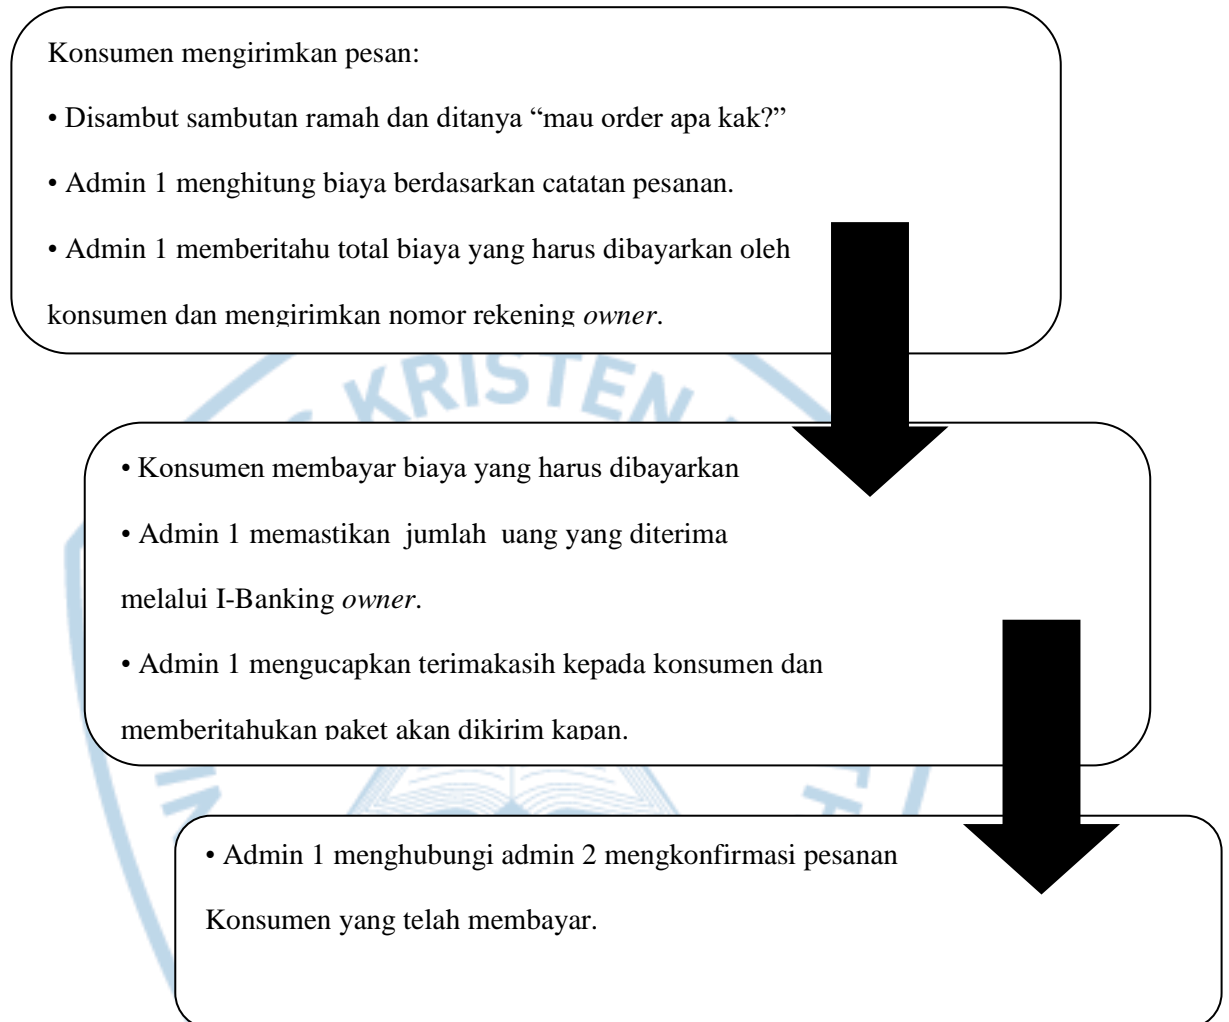 Konsumen mengirimkan pesan:
• Disambut sambutan ramah dan ditanya “mau order apa kak?”
• Admin 1 menghitung biaya berdasarkan catatan pesanan.
• Admin 1 memberitahu total biaya yang harus dibayarkan oleh
konsumen dan mengirimkan nomor rekening owner.
KRISTEN
• Konsumen membayar biaya yang harus dibayarkan
• Admin 1 memastikan jumlah uang yang diterima
melalui I-Banking owner.
• Admin 1 mengucapkan terimakasih kepada konsumen dan
memberitahukan paket akan dikirim kapan.
• Admin 1 menghubungi admin 2 mengkonfirmasi pesanan
Konsumen yang telah membayar.